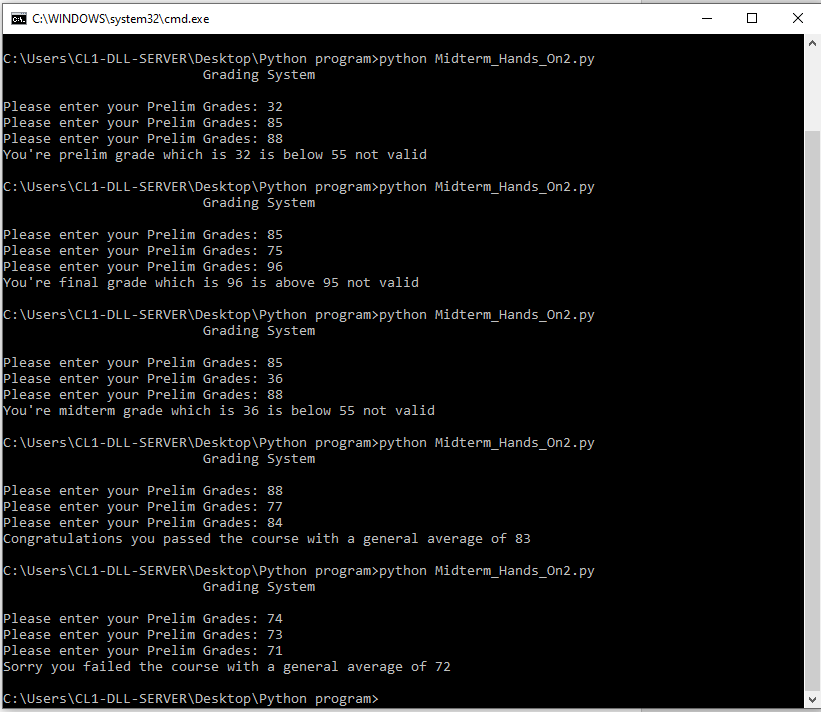 C:\WINDOWS\system32\cmd.exe
C:\Users\CL1-DLL-SERVER\Desktop\Python program>python Midterm_Hands_On2.py
Grading System
Please enter your Prelim Grades: 32
Please enter your Prelim Grades: 85
Please enter your Prelim Grades: 88
You're prelim grade which is 32 is below 55 not valid
C:\Users\CL1-DLL-SERVER\Desktop\Python program>python Midterm_Hands_On2.py
Grading System
Please enter your Prelim Grades: 85
Please enter your Prelim Grades: 75
Please enter your Prelim Grades: 96
You're final grade which is 96 is above 95 not valid
C:\Users\CL1-DLL-SERVER\Desktop\Python program>python Midterm_Hands_On2.py
Grading System
Please enter your Prelim Grades: 85
Please enter your Prelim Grades: 36
Please enter your Prelim Grades: 88
You're midterm grade which is 36 is below 55 not valid
C:\Users\CL1-DLL-SERVER\Desktop\Python program>python Midterm_Hands_On2.py
Grading System
Please enter your Prelim Grades: 88
Please enter your Prelim Grades: 77
Please enter your Prelim Grades: 84
Congratulations you passed the course with a general average of 83
C:\Users\CL1-DLL-SERVER\Desktop\Python program>python Midterm_Hands_On2.py
Grading System
Please enter your Prelim Grades: 74
Please enter your Prelim Grades: 73
Please enter your Prelim Grades: 71
Sorry you failed the course with a general average of 72
C:\Users\CL1-DLL-SERVER\Desktop\Python program>